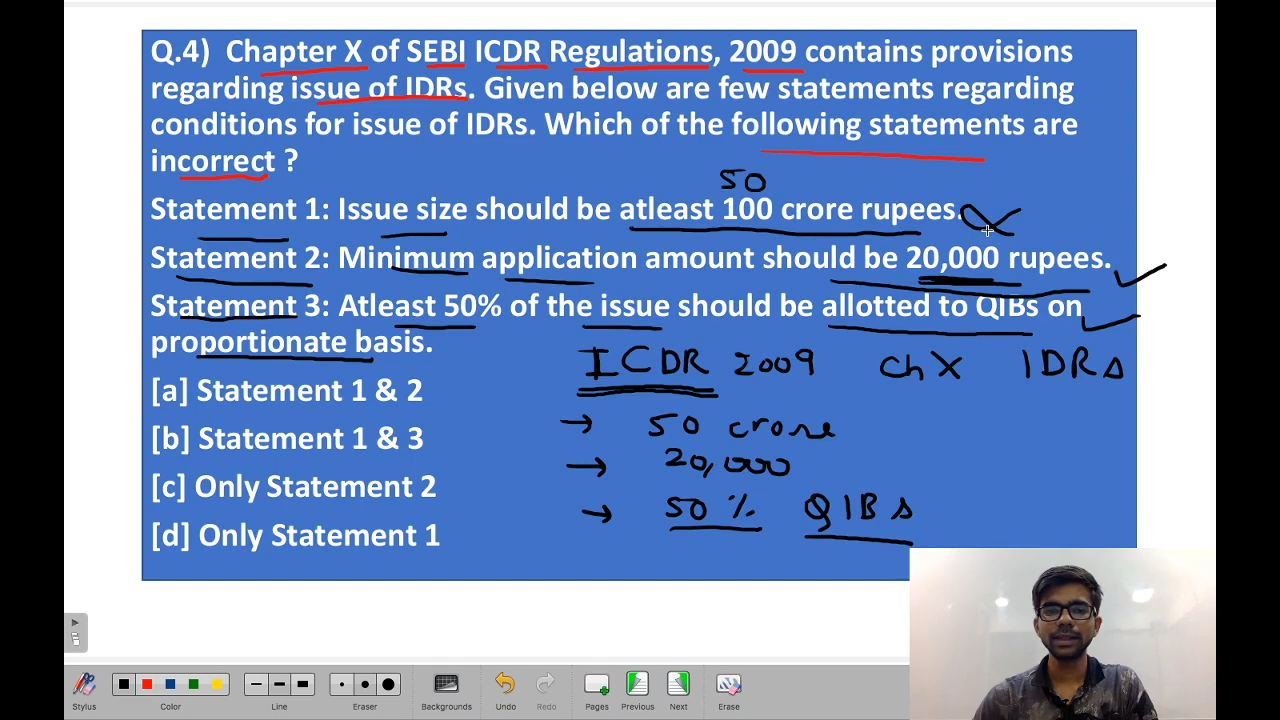 Q.4) Chapter X of SEBI ICDR Regulations, 2009 contains provisions
regarding issue of IDRs. Given below are few statements regarding
conditions for issue of IDRs. Which of the following statements are
incorrect ?
50
Statement 1: Issue size should be atleast 100 crore rupees.
Statement 2: Minimum application amount should be 20,000 rupees.
Statement 3: Atleast 50% of the issue should be allotted to QIBs on
proportionate basis.
ICDR 2009 Ch X IDRs
[a] Statement 1 & 2
→ 50 crore
[b] Statement 1 & 3
→ 20,000
[c] Only Statement 2
→ 50 % QIBs
[d] Only Statement 1
Stylus Color Line Eraser Backgrounds Undo Redo Pages Previous Next Erase